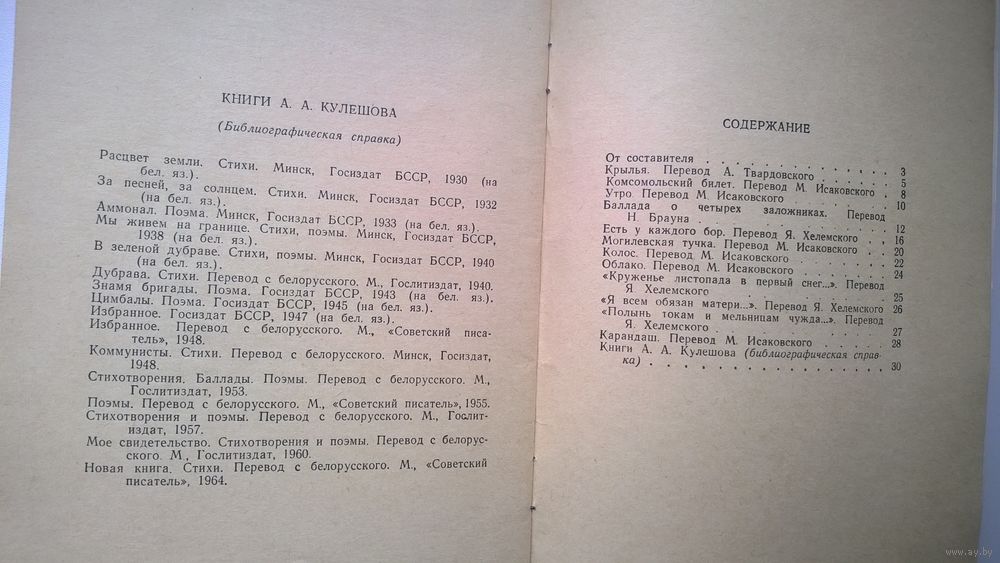 КНИГИ А. А. КУЛЕШОВА
(Библиографическая справка)
Расцвет земли. Стихи. Минск, Госиздат БССР, 1930 (на
бел. яз.).
За песней, за солнцем. Стихи. Минск, Госиздат БССР, 1932
(на бел. яз.).
Аммонал. Поэма. Минск, Госиздат БССР, 1933 (на бел. яз.).
Мы живем на границе. Стихи, поэмы. Минск, Госиздат БССР,
1938 (на бел. яз.).
В зеленой дубраве. Стихи, поэмы. Минск, Госиздат БССР, 1940
(на бел. яз.).
Дубрава. Стихи. Перевод с белорусского. М., Гослитиздат, 1940.
Знамя бригады. Поэма. Госиздат БССР, 1943 (на бел. яз.).
Цимбалы. Поэма. Госиздат БССР, 1945 (на бел. яз.).
Избранное. Госиздат БССР, 1947 (на бел. яз.).
Избранное. Перевод с белорусского. М., «Советский писа-
тель», 1948.
Коммунисты. Стихи. Перевод с белорусского. Минск, Госиздат,
1948.
Стихотворения. Баллады. Поэмы. Перевод с белорусского. М.,
Гослитиздат, 1953.
Поэмы. Перевод с белорусского. М., «Советский писатель», 1955.
Стихотворения и поэмы. Перевод с белорусского. М., Гослит-
издат, 1957.
Мое свидетельство. Стихотворения и поэмы. Перевод с белорус-
ского. М., Гослитиздат, 1960.
Новая книга. Стихи. Перевод с белорусского. М., «Советский
писатель», 1964.
СОДЕРЖАНИЕ
От составителя . . . . . . . . . . . . 3
Крылья. Перевод А. Твардовского . . . . . 5
Комсомольский билет. Перевод М. Исаковского . 8
Утро. Перевод М. Исаковского . . . . . . 10
Баллада о четырех заложниках. Перевод
Н. Брауна . . . . . . . . . . . . 12
Есть у каждого бор. Перевод Я. Хелемского . . 16
Могилевская тучка. Перевод М. Исаковского . . 20
Колос. Перевод М. Исаковского . . . . . . 22
Облако. Перевод М. Исаковского . . . . . . 24
«Круженье листопада в первый снег...». Перевод
Я. Хелемского . . . . . . . . . . 25
«Я всем обязан матери...». Перевод Я. Хелемского 26
«Полынь токам и мельницам чужда...». Перевод
Я. Хелемского . . . . . . . . . . 27
Карандаш. Перевод М. Исаковского . . . . . 28
Книги А. А. Кулешова (библиографическая справ-
ка) . . . . . . . . . . . . . . 30
www.ay.by